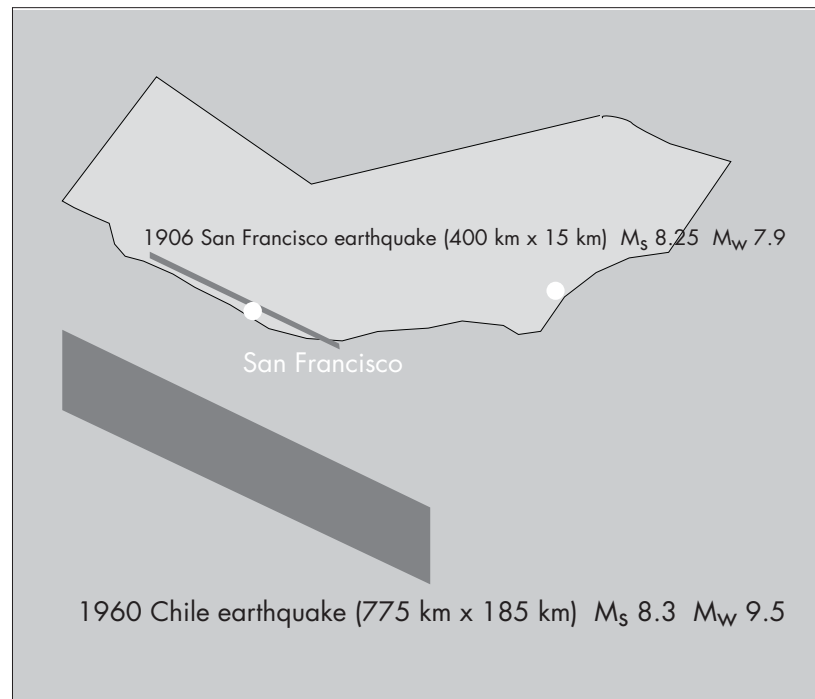 1906 San Francisco earthquake (400 km x 15 km) Ms 8.25 Mw 7.9
San Francisco
1960 Chile earthquake (775 km x 185 km) Ms 8.3 Mw 9.5